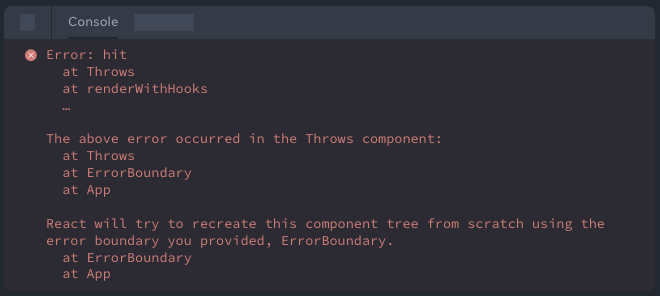 Console
Error: hit
at Throws
at renderWithHooks
…
The above error occurred in the Throws component:
at Throws
at ErrorBoundary
at App
React will try to recreate this component tree from scratch using the
error boundary you provided, ErrorBoundary.
at ErrorBoundary
at App